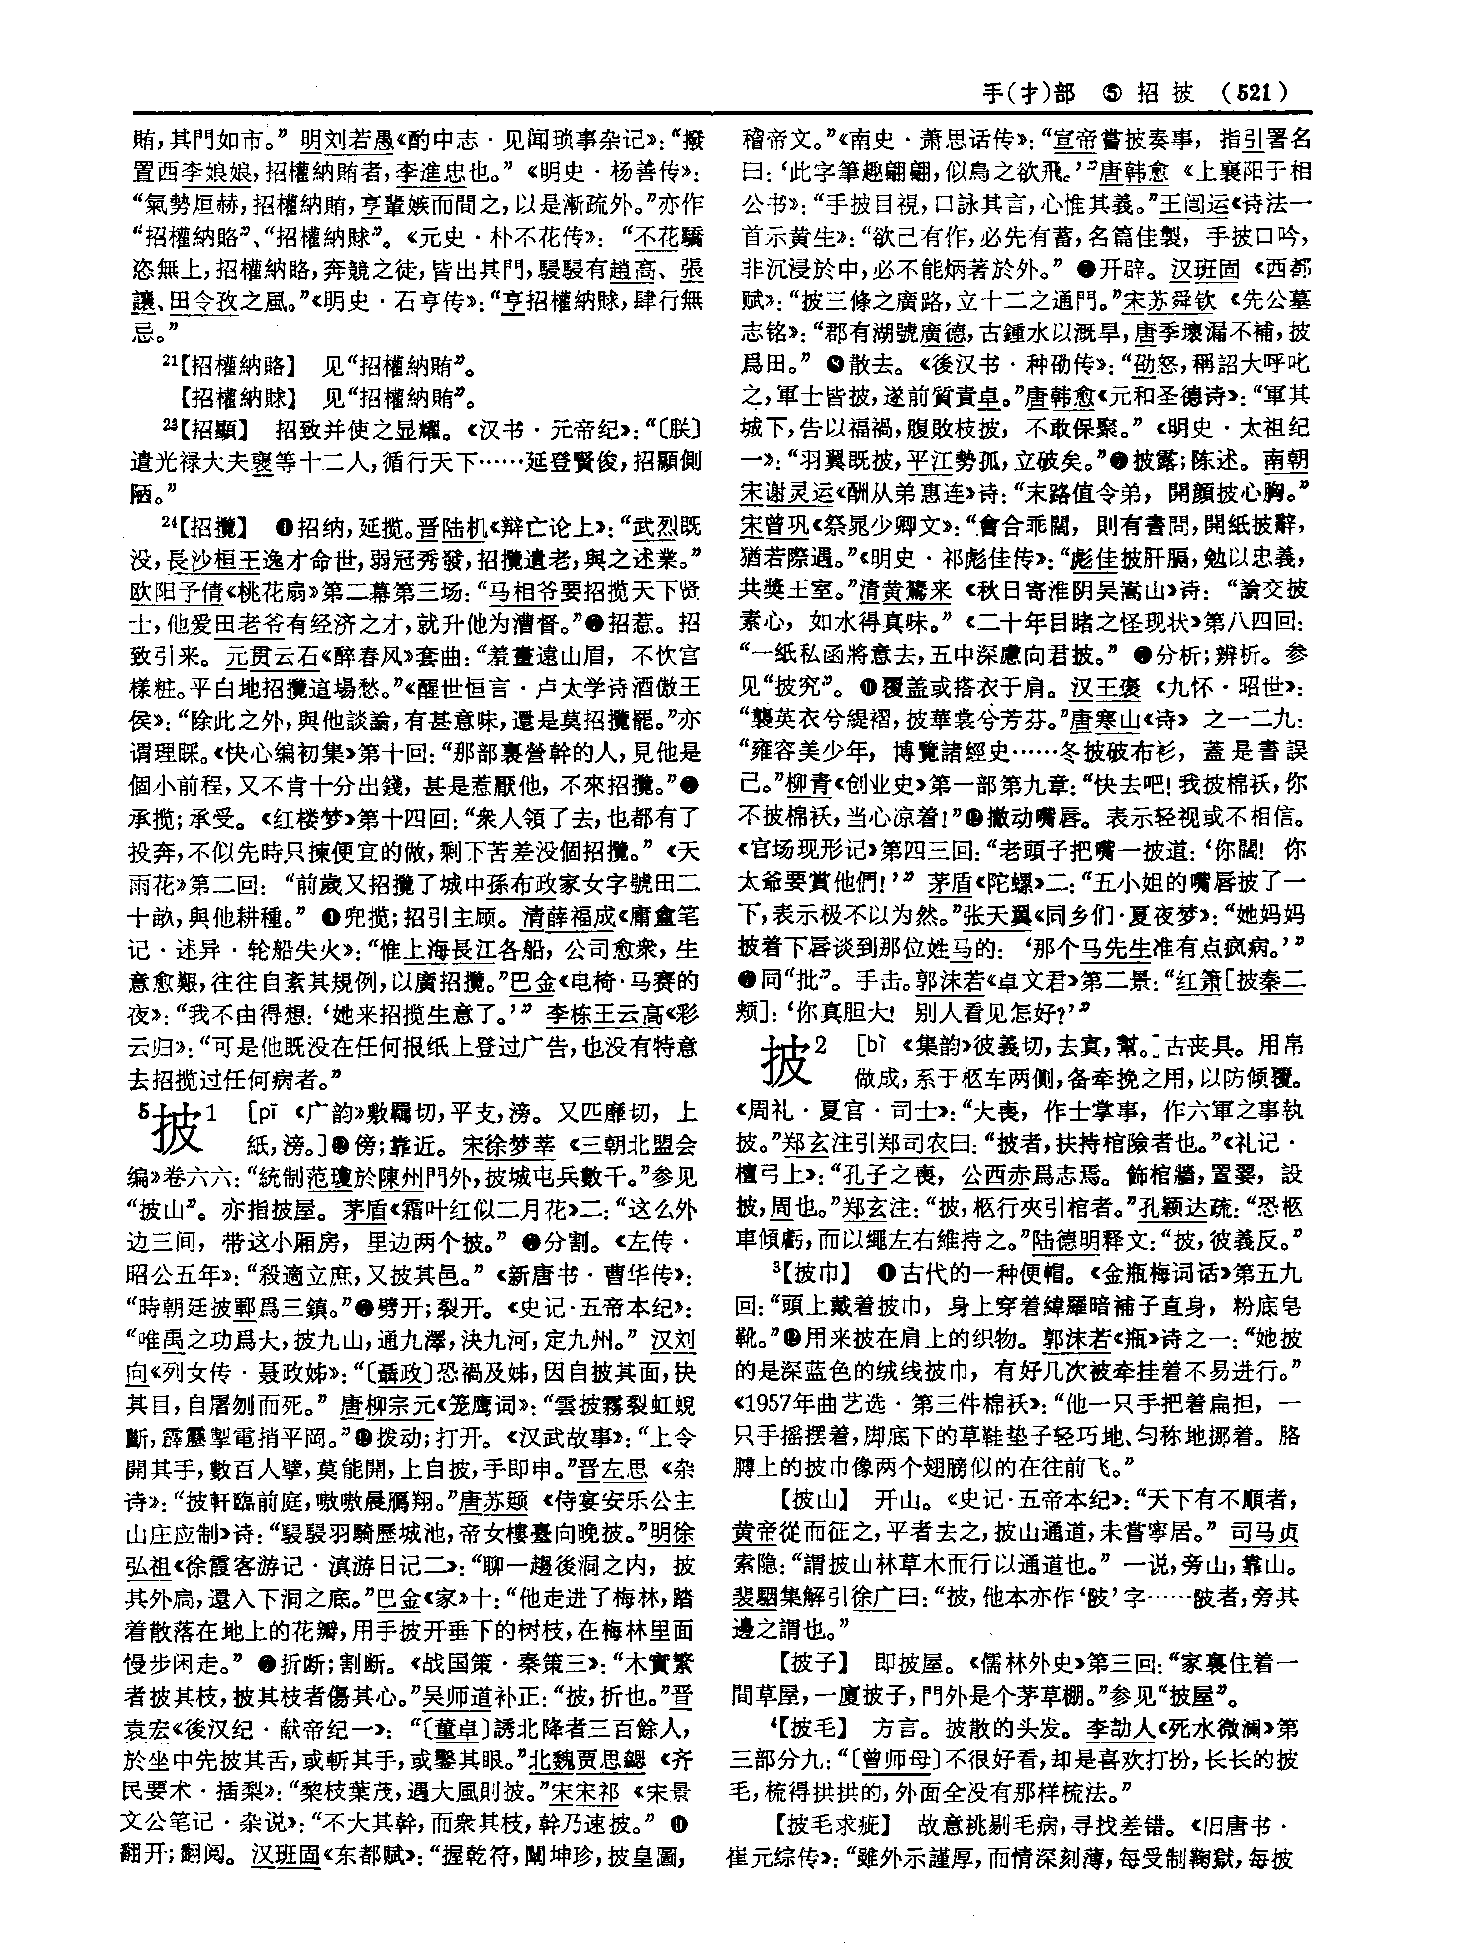 手(扌)部 ⑤ 招 披 (521)
賄,其門如市。”明刘若愚《酌中志·见闻琐事杂记》:“撥
置西李娘娘,招權納賄者,李進忠也。”《明史·杨善传》:
“氣勢烜赫,招權納賄,亨輩嫉而間之,以是漸疏外。”亦作
“招權納賂”、“招權納賕”。《元史·朴不花传》:“不花驕
恣無上,招權納賂,奔競之徒,皆出其門,駸駸有趙高、張
讓、田令孜之風。”《明史·石亨传》:“亨招權納賕,肆行無
忌。”
21【招權納賂】 见“招權納賄”。
【招權納賕】 见“招權納賄”。
23【招顯】 招致并使之显耀。《汉书·元帝纪》:“〔朕〕
遣光禄大夫襃等十二人,循行天下……延登賢俊,招顯側
陋。”
24【招攬】 ❶招纳,延揽。晋陆机《辩亡论上》:“武烈既
没,長沙桓王逸才命世,弱冠秀發,招攬遺老,與之述業。”
欧阳予倩《桃花扇》第二幕第三场:“马相爷要招揽天下贤
士,他爱田老爷有经济之才,就升他为漕督。”❷招惹。招
致引来。元贯云石《醉春风》套曲:“羞畫遠山眉,不忺宫
樣粧。平白地招攬這場愁。”《醒世恒言·卢太学诗酒傲王
侯》:“除此之外,與他談論,有甚意味,還是莫招攬罷。”亦
谓理睬。《快心编初集》第十回:“那部裏營幹的人,見他是
個小前程,又不肯十分出錢,甚是惹厭他,不來招攬。”❸
承揽;承受。《红楼梦》第十四回:“衆人領了去,也都有了
投奔,不似先時只揀便宜的做,剩下苦差没個招攬。”《天
雨花》第二回:“前歲又招攬了城中孫布政家女字號田二
十畝,與他耕種。”❹兜揽;招引主顾。清薛福成《庸盦笔
记·述异·轮船失火》:“惟上海長江各船,公司愈衆,生
意愈艱,往往自紊其規例,以廣招攬。”巴金《电椅·马赛的
夜》:“我不由得想:‘她来招揽生意了。’” 李栋王云高《彩
云归》:“可是他既没在任何报纸上登过广告,也没有特意
去招揽过任何病者。”
5披1 [pī 《广韵》敷羈切,平支,滂。又匹靡切,上
紙,滂。]❶傍;靠近。宋徐梦莘《三朝北盟会
编》卷六六:“統制范瓊於陳州門外,披城屯兵數千。”参见
“披山”。亦指披屋。茅盾《霜叶红似二月花》二:“这么外
边三间,带这小厢房,里边两个披。”❷分割。《左传·
昭公五年》:“殺適立庶,又披其邑。”《新唐书·曹华传》:
“時朝廷披鄆爲三鎮。”❸劈开;裂开。《史记·五帝本纪》:
“唯禹之功爲大,披九山,通九澤,決九河,定九州。”汉刘
向《列女传·聂政姊》:“〔聶政〕恐禍及姊,因自披其面,抉
其目,自屠刎而死。”唐柳宗元《笼鹰词》:“雲披霧裂虹蜺
斷,霹靂掣電捎平岡。”❹拨动;打开。《汉武故事》:“上令
開其手,數百人擘,莫能開,上自披,手即申。”晋左思《杂
诗》:“披軒臨前庭,嗷嗷晨鴈翔。”唐苏颋《侍宴安乐公主
山庄应制》诗:“駸駸羽騎歷城池,帝女樓臺向晚披。”明徐
弘祖《徐霞客游记·滇游日记二》:“聊一趨後洞之内,披
其外扃,還入下洞之底。”巴金《家》十:“他走进了梅林,踏
着散落在地上的花瓣,用手披开垂下的树枝,在梅林里面
慢步闲走。”❺折断;割断。《战国策·秦策三》:“木實繁
者披其枝,披其枝者傷其心。”吴师道补正:“披,折也。”晋
袁宏《後汉纪·献帝纪一》:“〔董卓〕誘北降者三百餘人,
於坐中先披其舌,或斬其手,或鑿其眼。”北魏贾思勰《齐
民要术·插梨》:“黎枝葉茂,遇大風則披。”宋宋祁《宋景
文公笔记·杂说》:“不大其幹,而衆其枝,幹乃速披。”❻
翻开;翻阅。汉班固《东都赋》:“握乾符,闡坤珍,披皇圖,
稽帝文。”《南史·萧思话传》:“宣帝嘗披奏事,指引署名
曰:‘此字筆趣翩翩,似鳥之欲飛。’”唐韩愈《上襄阳于相
公书》:“手披目視,口詠其言,心惟其義。”王闿运《诗法一
首示黄生》:“欲己有作,必先有蓄,名篇佳製,手披口吟,
非沉浸於中,必不能炳著於外。”❼开辟。汉班固《西都
赋》:“披三條之廣路,立十二之通門。”宋苏舜钦《先公墓
志铭》:“郡有湖號廣德,古鍾水以溉旱,唐季壞漏不補,披
爲田。”❽散去。《後汉书·种劭传》:“劭怒,稱詔大呼叱
之,軍士皆披,遂前質責卓。”唐韩愈《元和圣德诗》:“軍其
城下,告以福禍,腹敗枝披,不敢保聚。”《明史·太祖纪
一》:“羽翼既披,平江勢孤,立破矣。”❾披露;陈述。南朝
宋谢灵运《酬从弟惠连》诗:“末路值令弟,開顔披心胸。”
宋曾巩《祭晁少卿文》:“會合乖闊,則有書問,開紙披辭,
猶若際遇。”《明史·祁彪佳传》:“彪佳披肝膈,勉以忠義,
共獎王室。”清黄鷟来《秋日寄淮阴吴嵩山》诗:“論交披
素心,如水得真味。”《二十年目睹之怪现状》第八四回:
“一紙私函將意去,五中深慮向君披。”❿分析;辨析。参
见“披究”。⓫覆盖或搭衣于肩。汉王褒《九怀·昭世》:
“襲英衣兮緹褶,披華裳兮芳芬。”唐寒山《诗》之一二九:
“雍容美少年,博覽諸經史……冬披破布衫,蓋是書誤
己。”柳青《创业史》第一部第九章:“快去吧!我披棉袄,你
不披棉袄,当心凉着!”⓬撇动嘴唇。表示轻视或不相信。
《官场现形记》第四三回:“老頭子把嘴一披道:‘你闊!你
太爺要賞他們!’” 茅盾《陀螺》二:“五小姐的嘴唇披了一
下,表示极不以为然。”张天翼《同乡们·夏夜梦》:“她妈妈
披着下唇谈到那位姓马的:‘那个马先生准有点疯病。’”
⓭同“批”。手击。郭沫若《卓文君》第二景:“红箫[披秦二
颊]:‘你真胆大!别人看见怎好?’”
披2 [bì 《集韵》彼義切,去寘,幫。]古丧具。用帛
做成,系于柩车两侧,备牵挽之用,以防倾覆。
《周礼·夏官·司士》:“大喪,作士掌事,作六軍之事執
披。”郑玄注引郑司农曰:“披者,扶持棺險者也。”《礼记·
檀弓上》:“孔子之喪,公西赤爲志焉。飾棺牆,置翣,設
披,周也。”郑玄注:“披,柩行夾引棺者。”孔颖达疏:“恐柩
車傾虧,而以繩左右維持之。”陆德明释文:“披,彼義反。”
3【披巾】 ❶古代的一种便帽。《金瓶梅词话》第五九
回:“頭上戴着披巾,身上穿着緯羅暗補子直身,粉底皂
靴。”❷用来披在肩上的织物。郭沫若《瓶》诗之一:“她披
的是深蓝色的绒线披巾,有好几次被牵挂着不易进行。”
《1957年曲艺选·第三件棉袄》:“他一只手把着扁担,一
只手摇摆着,脚底下的草鞋垫子轻巧地、匀称地挪着。胳
膊上的披巾像两个翅膀似的在往前飞。”
【披山】 开山。《史记·五帝本纪》:“天下有不順者,
黄帝從而征之,平者去之,披山通道,未嘗寧居。”司马贞
索隐:“謂披山林草木而行以通道也。”一说,旁山,靠山。
裴駰集解引徐广曰:“披,他本亦作‘陂’字……陂者,旁其
邊之謂也。”
【披子】 即披屋。《儒林外史》第三回:“家裏住着一
間草屋,一廈披子,門外是个茅草棚。”参见“披屋”。
4【披毛】 方言。披散的头发。李劼人《死水微澜》第
三部分九:“〔曾师母〕不很好看,却是喜欢打扮,长长的披
毛,梳得拱拱的,外面全没有那样梳法。”
【披毛求疵】 故意挑剔毛病,寻找差错。《旧唐书·
崔元综传》:“雖外示謹厚,而情深刻薄,每受制鞠獄,每披